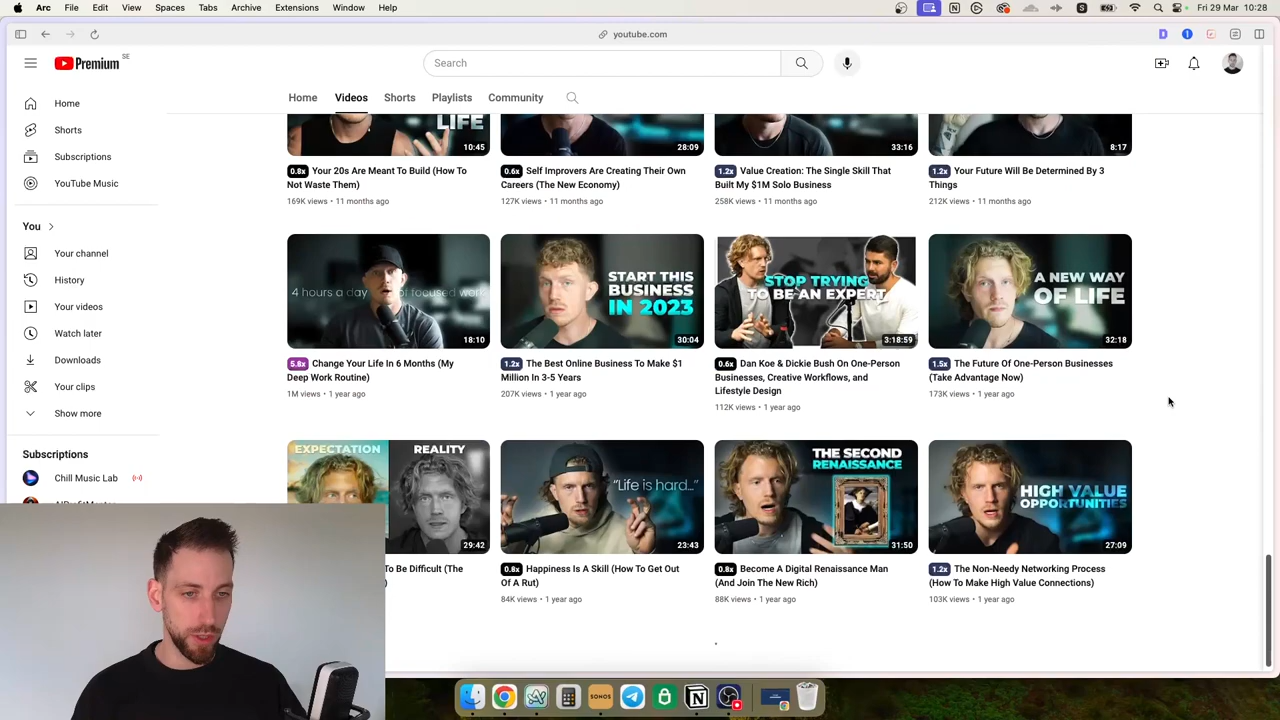 Arc File Edit View Spaces Tabs Archive Extensions Window Help
Fri 29 Mar 10:28
youtube.com
Premium SE
Search
Home Videos Shorts Playlists Community
Home
Shorts
Subscriptions
YouTube Music
You
Your channel
History
Your videos
Watch later
Downloads
Your clips
Show more
Subscriptions
Chill Music Lab
LIFE
10:45
28:09
33:16
8:17
0.8x Your 20s Are Meant To Build (How To
Not Waste Them)
169K views • 11 months ago
0.6x Self Improvers Are Creating Their Own
Careers (The New Economy)
127K views • 11 months ago
1.2x Value Creation: The Single Skill That
Built My $1M Solo Business
258K views • 11 months ago
1.2x Your Future Will Be Determined By 3
Things
212K views • 11 months ago
4 hours a day of focused work
18:10
START THIS
BUSINESS
IN 2023
30:04
STOP TRYING
TO BE AN EXPERT
3:18:59
A NEW WAY
OF LIFE
32:18
5.8x Change Your Life In 6 Months (My
Deep Work Routine)
1M views • 1 year ago
1.2x The Best Online Business To Make $1
Million In 3-5 Years
207K views • 1 year ago
0.6x Dan Koe & Dickie Bush On One-Person
Businesses, Creative Workflows, and
Lifestyle Design
112K views • 1 year ago
1.5x The Future Of One-Person Businesses
(Take Advantage Now)
173K views • 1 year ago
EXPECTATION REALITY
29:42
"Life is hard..."
23:43
THE SECOND
RENAISSANCE
31:50
HIGH VALUE
OPPORTUNITIES
27:09
To Be Difficult (The
0.8x Happiness Is A Skill (How To Get Out
Of A Rut)
84K views • 1 year ago
0.8x Become A Digital Renaissance Man
(And Join The New Rich)
88K views • 1 year ago
1.2x The Non-Needy Networking Process
(How To Make High Value Connections)
103K views • 1 year ago
SONOS